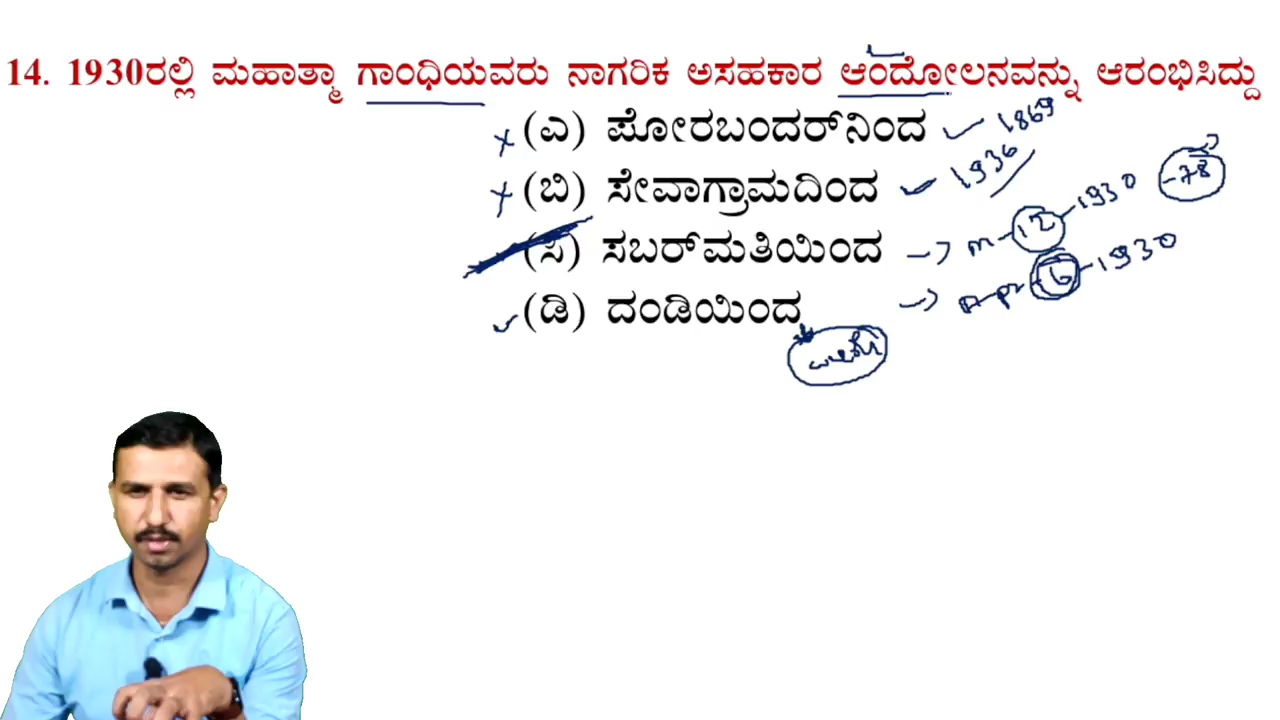 14. 1930ರಲ್ಲಿ ಮಹಾತ್ಮಾ ಗಾಂಧಿಯವರು ನಾಗರಿಕ ಅಸಹಕಾರ ಆಂದೋಲನವನ್ನು ಆರಂಭಿಸಿದ್ದು
(ಎ) ಪೋರಬಂದರ್‌ನಿಂದ 1869
(ಬಿ) ಸೇವಾಗ್ರಾಮದಿಂದ 1936
(ಸಿ) ಸಬರ್‌ಮತಿಯಿಂದ → m-12-1930 -78
(ಡಿ) ದಂಡಿಯಿಂದ → Apr-6-1930